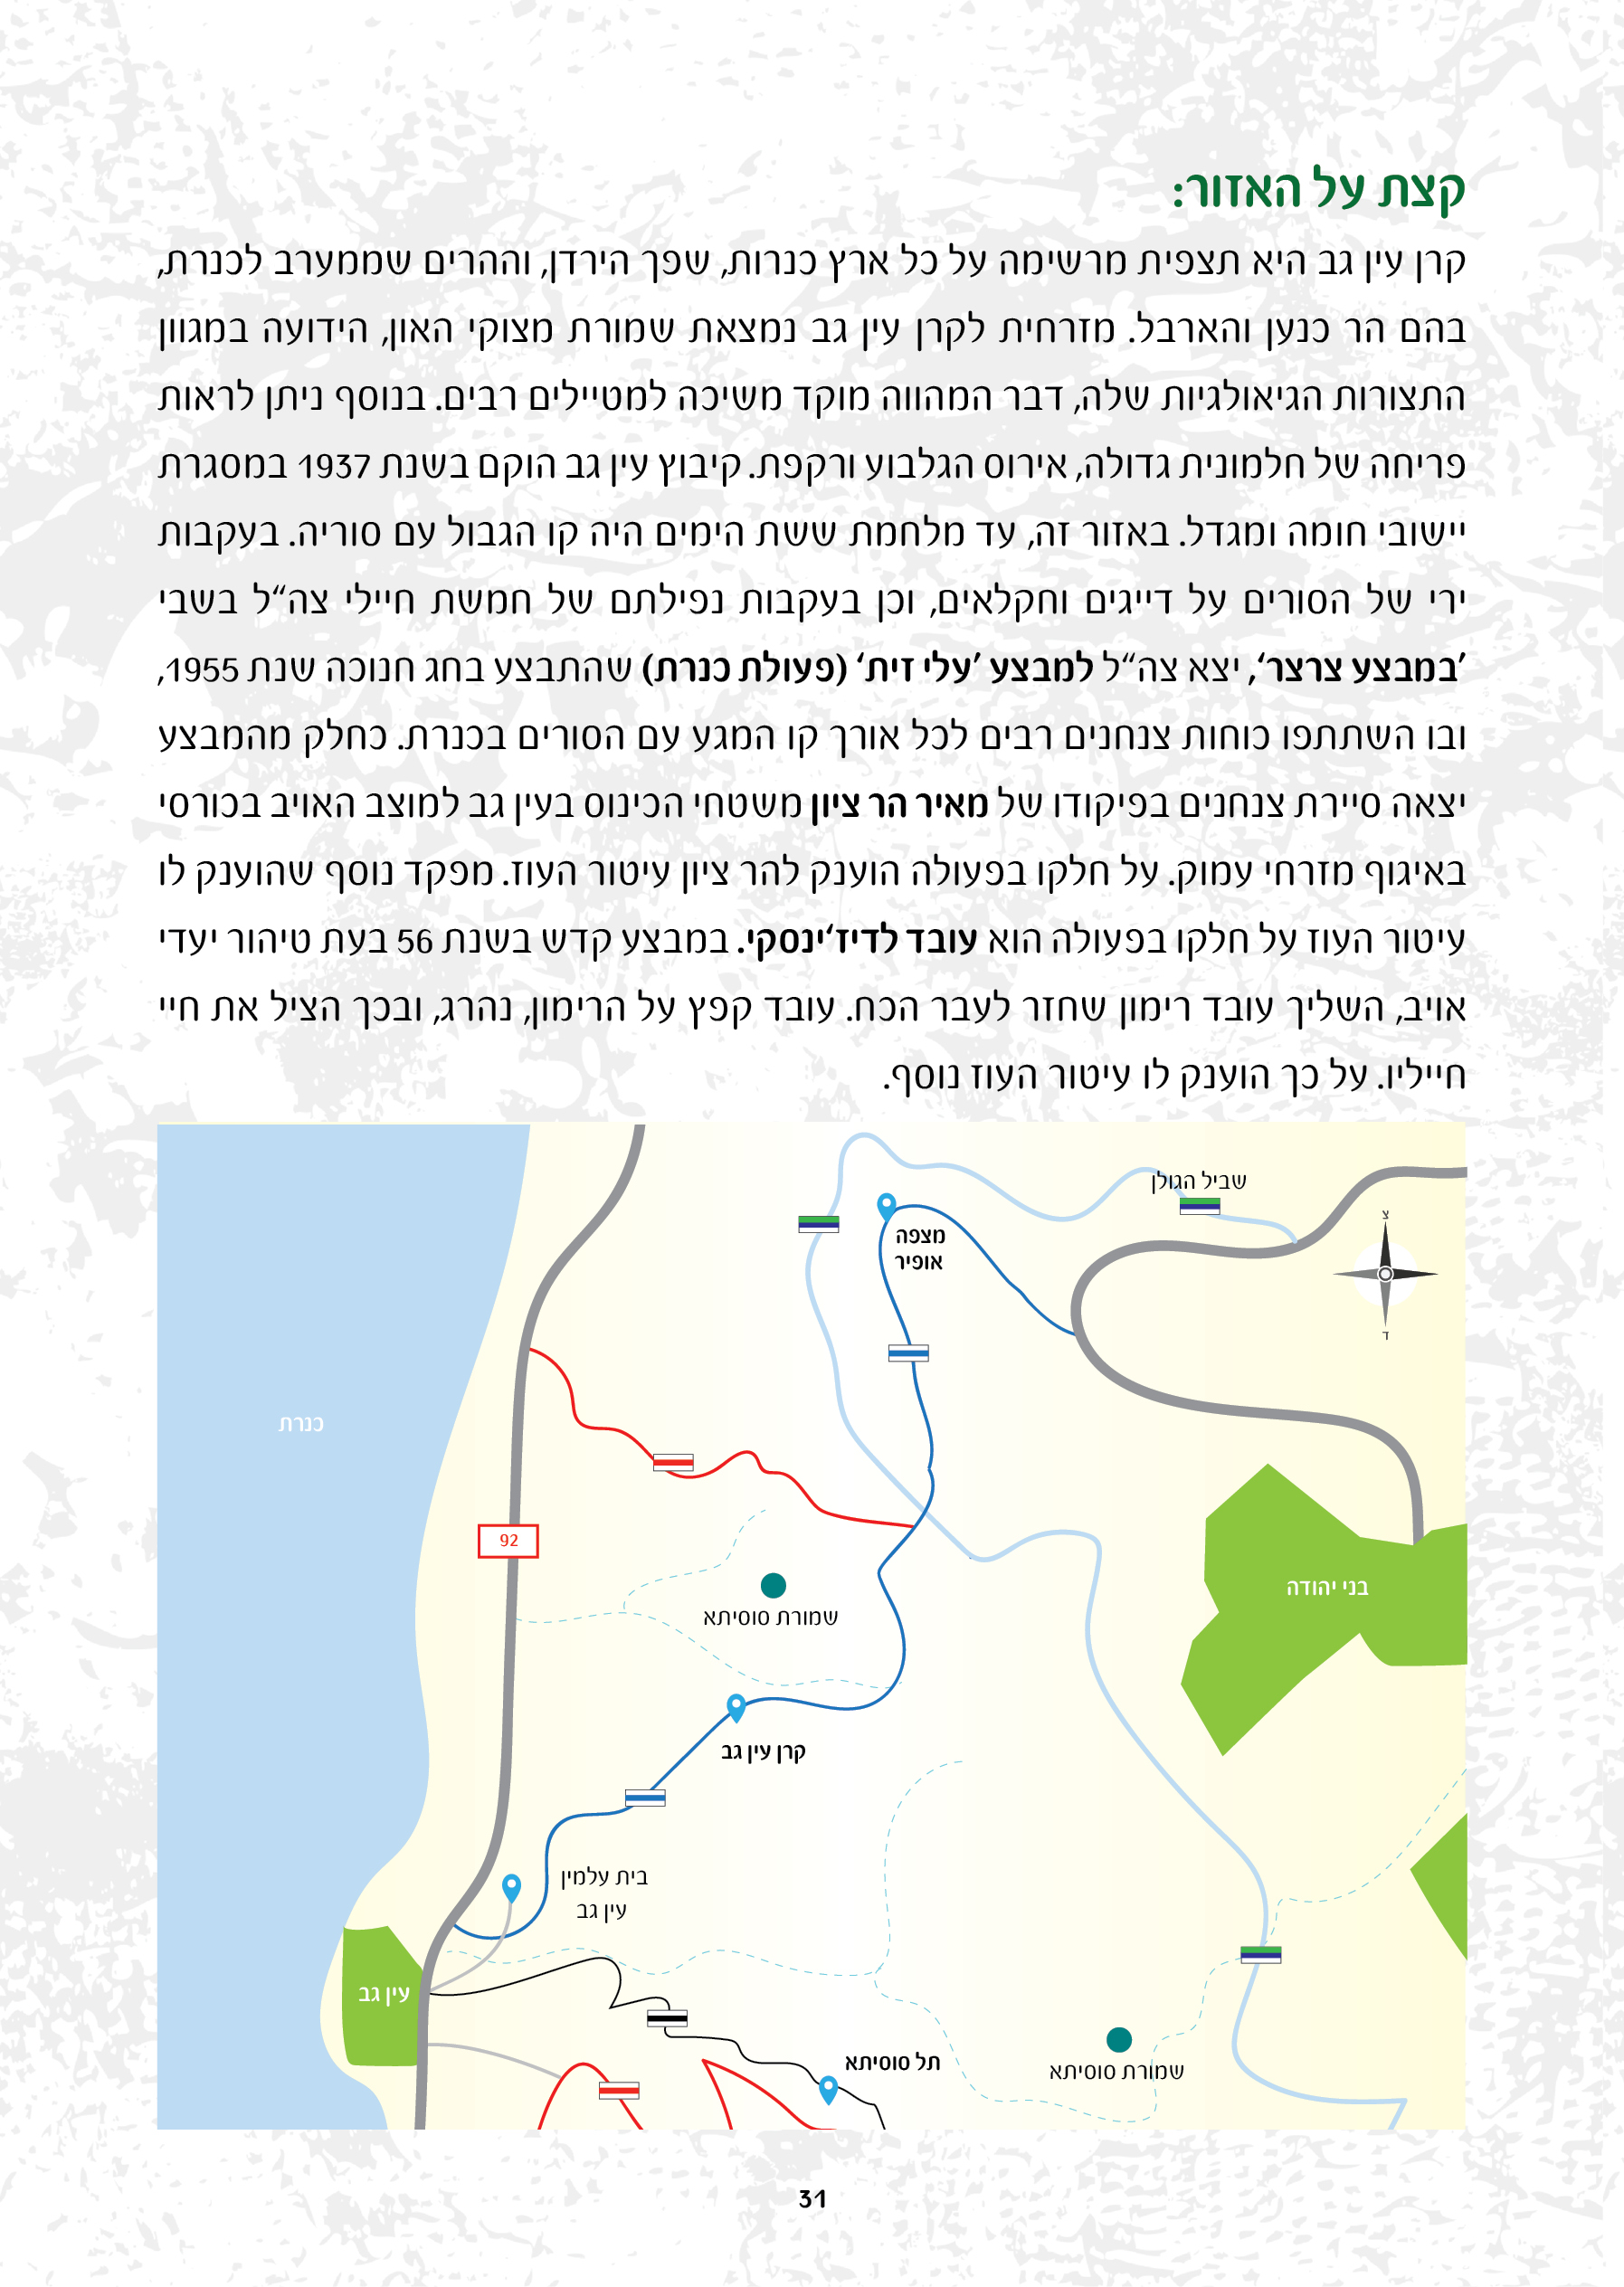 קצת על האזור:
קרן עין גב היא תצפית מרשימה על כל ארץ כנרות, שפך הירדן, וההרים שממערב לכנרת,
בהם הר כנען והארבל. מזרחית לקרן עין גב נמצאת שמורת מצוקי האון, הידועה במגוון
התצורות הגיאולגיות שלה, דבר המהווה מוקד משיכה למטיילים רבים. בנוסף ניתן לראות
פריחה של חלמונית גדולה, אירוס הגלבוע ורקפת. קיבוץ עין גב הוקם בשנת 1937 במסגרת
יישובי חומה ומגדל. באזור זה, עד מלחמת ששת הימים היה קו הגבול עם סוריה. בעקבות
ירי של הסורים על דייגים וחקלאים, וכן בעקבות נפילתם של חמשת חיילי צה“ל בשבי
’במבצע צרצר‘, יצא צה“ל למבצע ’עלי זית‘ (פעולת כנרת) שהתבצע בחג חנוכה שנת 1955,
ובו השתתפו כוחות צנחנים רבים לכל אורך קו המגע עם הסורים בכנרת. כחלק מהמבצע
יצאה סיירת צנחנים בפיקודו של מאיר הר ציון משטחי הכינוס בעין גב למוצב האויב בכורסי
באיגוף מזרחי עמוק. על חלקו בפעולה הוענק להר ציון עיטור העוז. מפקד נוסף שהוענק לו
עיטור העוז על חלקו בפעולה הוא עובד לדיז‘ינסקי. במבצע קדש בשנת 56 בעת טיהור יעדי
אויב, השליך עובד רימון שחזר לעבר הכח. עובד קפץ על הרימון, נהרג, ובכך הציל את חיי
חייליו. על כך הוענק לו עיטור העוז נוסף.
שביל הגולן
צ
מצפה
אופיר
ד
כנרת
92
בני יהודה
שמורת סוסיתא
קרן עין גב
בית עלמין
עין גב
עין גב
תל סוסיתא
שמורת סוסיתא
31